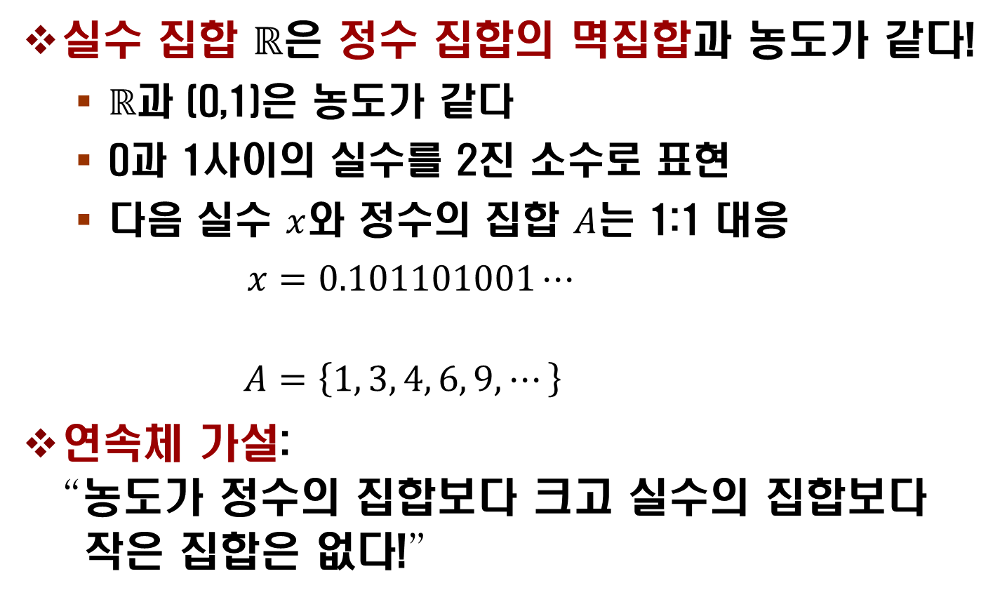 ❖실수 집합 ℝ은 정수 집합의 멱집합과 농도가 같다!
▪ ℝ과 (0,1)은 농도가 같다
▪ 0과 1사이의 실수를 2진 소수로 표현
▪ 다음 실수 𝑥와 정수의 집합 𝐴는 1:1 대응
𝑥 = 0.101101001⋯
𝐴 = {1, 3, 4, 6, 9, ⋯ }
❖연속체 가설:
“농도가 정수의 집합보다 크고 실수의 집합보다
작은 집합은 없다!”